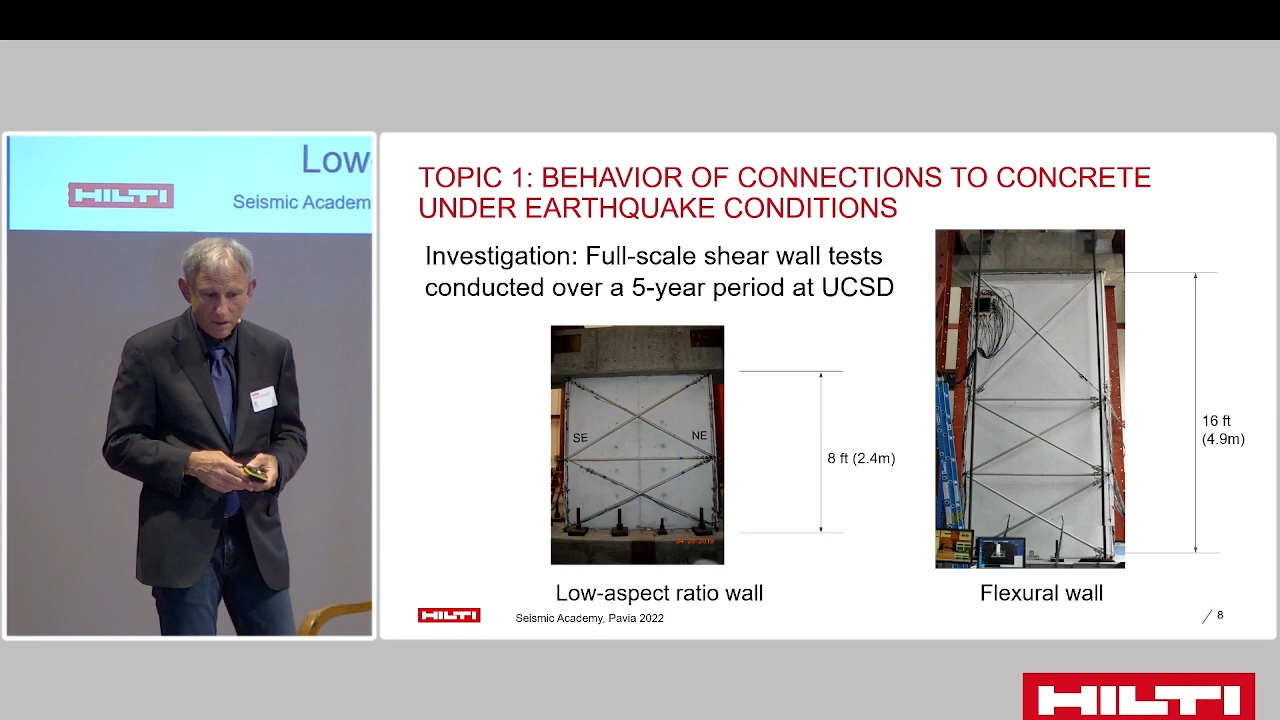 Low-
HILTI
Seismic Academ
TOPIC 1: BEHAVIOR OF CONNECTIONS TO CONCRETE
UNDER EARTHQUAKE CONDITIONS
Investigation: Full-scale shear wall tests
conducted over a 5-year period at UCSD
SE
NE
8 ft (2.4m)
16 ft
(4.9m)
Low-aspect ratio wall
Flexural wall
HILTI
Seismic Academy, Pavia 2022
8
HILTI